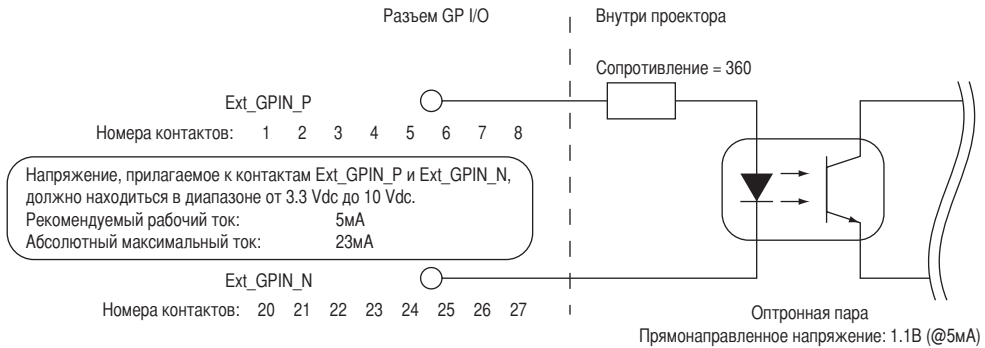 Разъем GP I/O
Внутри проектора
Сопротивление = 360
Ext_GPIN_P
Номера контактов: 1 2 3 4 5 6 7 8
Напряжение, прилагаемое к контактам Ext_GPIN_P и Ext_GPIN_N,
должно находиться в диапазоне от 3.3 Vdc до 10 Vdc.
Рекомендуемый рабочий ток: 5мА
Абсолютный максимальный ток: 23мА
Ext_GPIN_N
Номера контактов: 20 21 22 23 24 25 26 27
Оптронная пара
Прямонаправленное напряжение: 1.1В (@5мА)